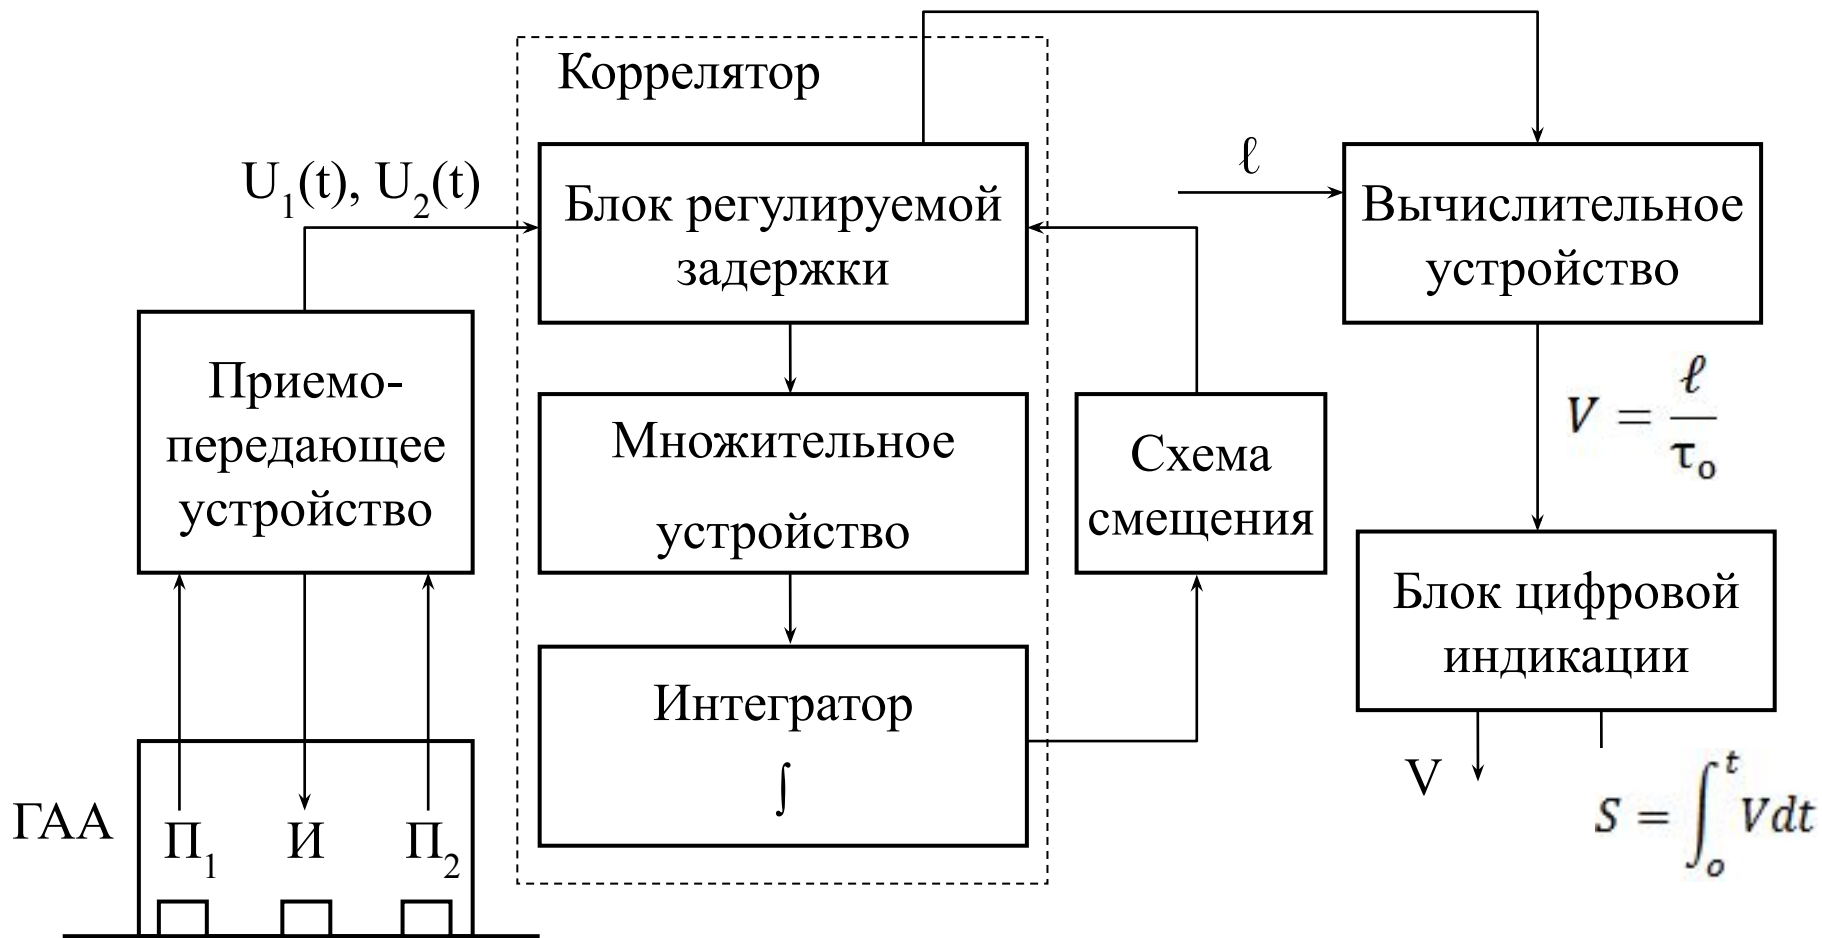 Коррелятор
U₁(t), U₂(t)
Блок регулируемой
задержки
ℓ
Вычислительное
устройство
Приемо-
передающее
устройство
Множительное
устройство
Схема
смещения
V = ℓ/τₒ
Блок цифровой
индикации
Интегратор
∫
V
S = ∫ₒᵗ Vdt
ГАА
П₁ И П₂